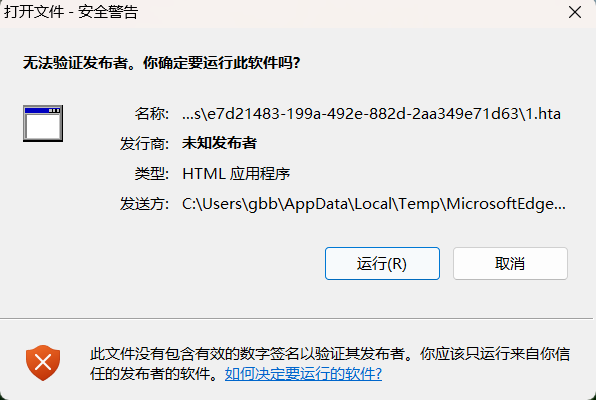 打开文件 - 安全警告
无法验证发布者。你确定要运行此软件吗?
名称: ...s\e7d21483-199a-492e-882d-2aa349e71d63\1.hta
发行商: 未知发布者
类型: HTML 应用程序
发送方: C:\Users\gbb\AppData\Local\Temp\MicrosoftEdge...
运行(R) 取消
此文件没有包含有效的数字签名以验证其发布者。你应该只运行来自你信
任的发布者的软件。如何决定要运行的软件?